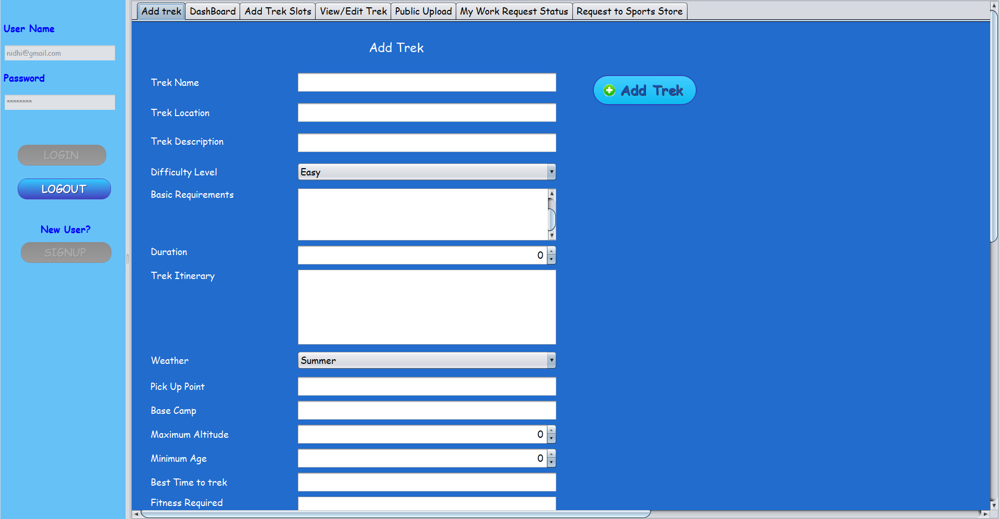 User Name
nidhi@gmail.com
Password
********
LOGIN
LOGOUT
New User?
SIGNUP
Add trek DashBoard Add Trek Slots View/Edit Trek Public Upload My Work Request Status Request to Sports Store
Add Trek
Trek Name
Add Trek
Trek Location
Trek Description
Difficulty Level Easy
Basic Requirements
Duration 0
Trek Itinerary
Weather Summer
Pick Up Point
Base Camp
Maximum Altitude 0
Minimum Age 0
Best Time to trek
Fitness Required